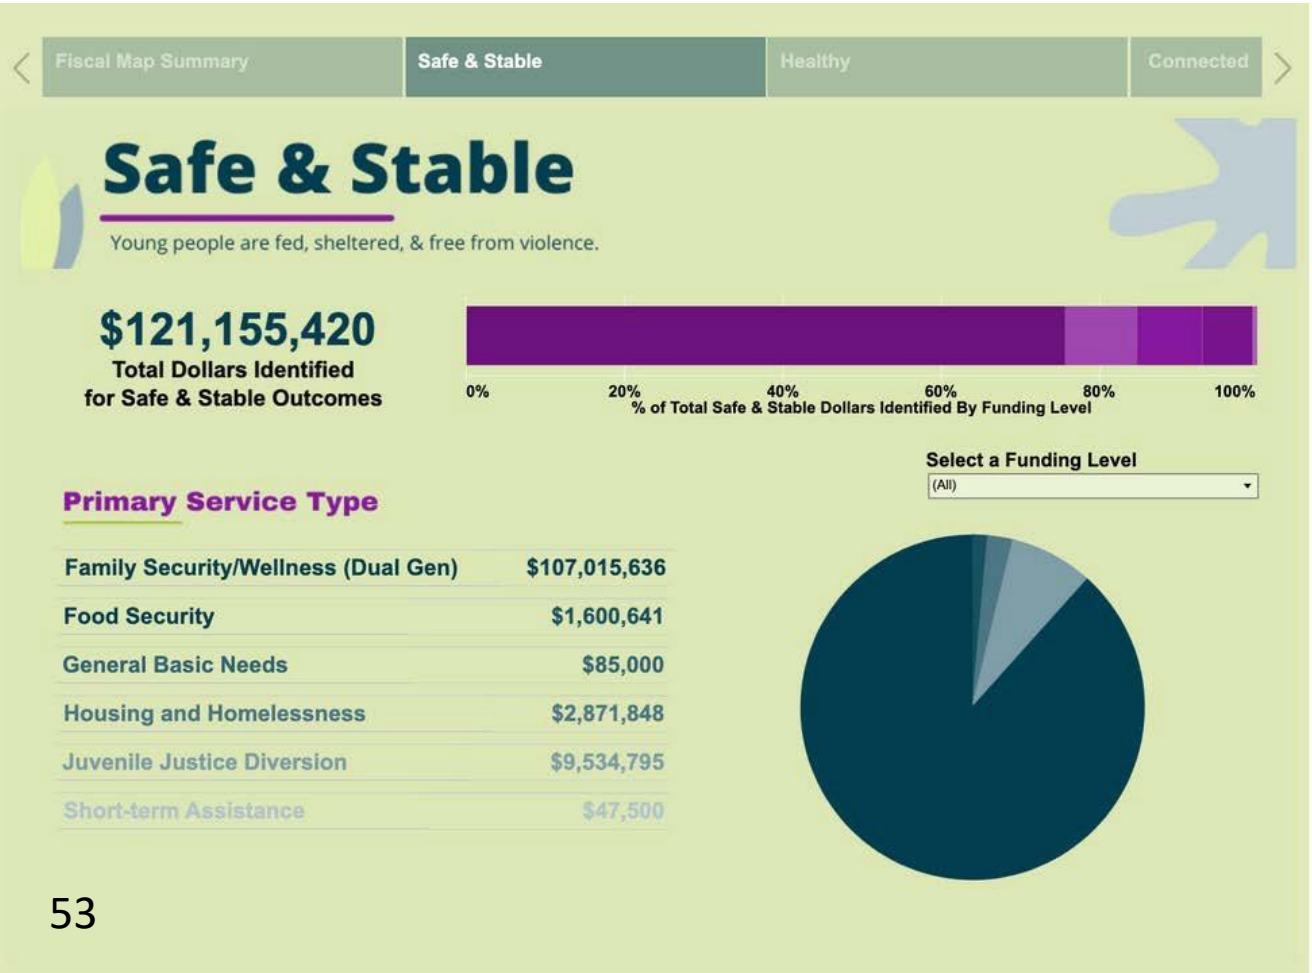 Fiscal Map Summary Safe & Stable Healthy Connected
Safe & Stable
Young people are fed, sheltered, & free from violence.
$121,155,420
Total Dollars Identified
for Safe & Stable Outcomes
0% 20% 40% 60% 80% 100%
% of Total Safe & Stable Dollars Identified By Funding Level
Select a Funding Level
(All)
Primary Service Type
Family Security/Wellness (Dual Gen) $107,015,636
Food Security $1,600,641
General Basic Needs $85,000
Housing and Homelessness $2,871,848
Juvenile Justice Diversion $9,534,795
Short-term Assistance $47,500
53